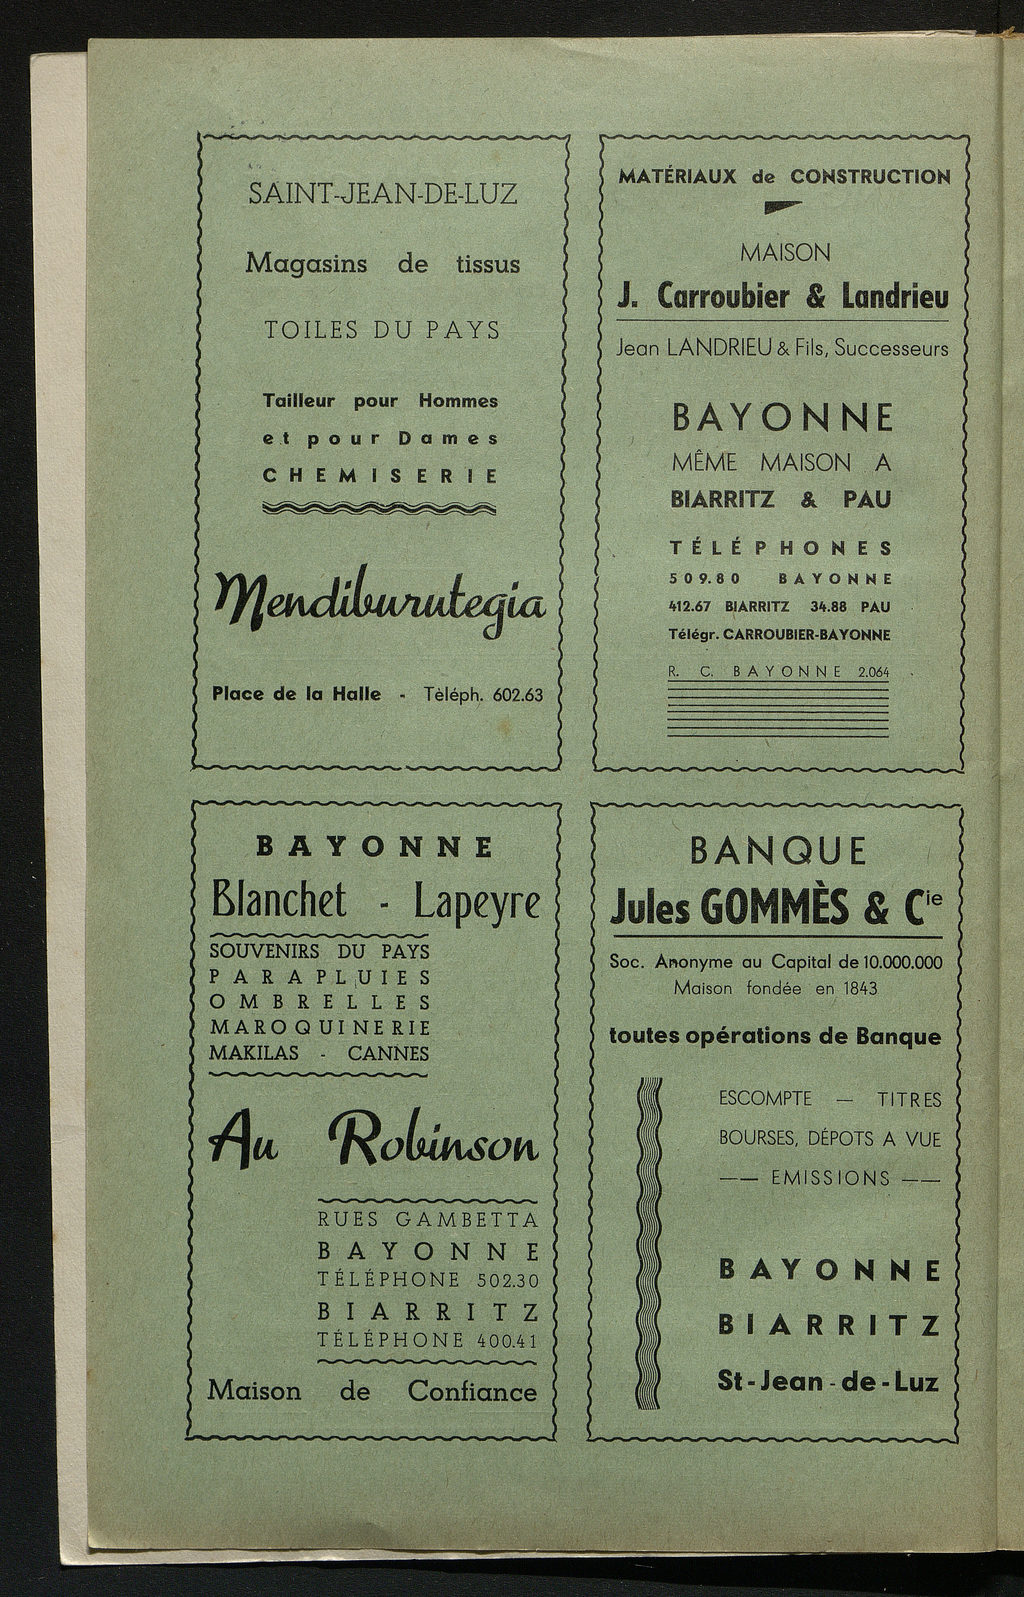 SAINT-JEAN-DE-LUZ
Magasins de tissus
TOILES DU PAYS
Tailleur pour Hommes
et pour Dames
CHEMISERIE
Mendiburutegia
Place de la Halle - Tèléph. 602.63
MATÉRIAUX de CONSTRUCTION
MAISON
J. Carroubier & Landrieu
Jean LANDRIEU & Fils, Successeurs
BAYONNE
MÊME MAISON A
BIARRITZ & PAU
TÉLÉPHONES
509.80 BAYONNE
412.67 BIARRITZ 34.88 PAU
Télégr. CARROUBIER-BAYONNE
R. C. BAYONNE 2.064
BAYONNE
Blanchet - Lapeyre
SOUVENIRS DU PAYS
PARAPLUIES
OMBRELLES
MAROQUINERIE
MAKILAS - CANNES
Au Robinson
RUES GAMBETTA
BAYONNE
TÉLÉPHONE 502.30
BIARRITZ
TÉLÉPHONE 400.41
Maison de Confiance
BANQUE
Jules GOMMÈS & Cie
Soc. Anonyme au Capital de 10.000.000
Maison fondée en 1843
toutes opérations de Banque
ESCOMPTE — TITRES
BOURSES, DÉPOTS A VUE
—— EMISSIONS ——
BAYONNE
BIARRITZ
St-Jean-de-Luz